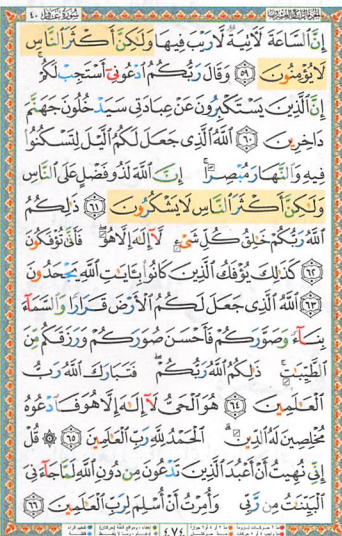 سورة غافر ٤٠
إِنَّ ٱلسَّاعَةَ لَأٓتِيَةٌ لَّا رَيْبَ فِيهَا وَلَٰكِنَّ أَكْثَرَ ٱلنَّاسِ
لَا يُؤْمِنُونَ ٥٩ وَقَالَ رَبُّكُمُ ٱدْعُونِىٓ أَسْتَجِبْ لَكُمْ ۚ
إِنَّ ٱلَّذِينَ يَسْتَكْبِرُونَ عَنْ عِبَادَتِى سَيَدْخُلُونَ جَهَنَّمَ
دَاخِرِينَ ٦٠ ٱللَّهُ ٱلَّذِى جَعَلَ لَكُمُ ٱلَّيْلَ لِتَسْكُنُوا۟
فِيهِ وَٱلنَّهَارَ مُبْصِرًا ۚ إِنَّ ٱللَّهَ لَذُو فَضْلٍ عَلَى ٱلنَّاسِ
وَلَٰكِنَّ أَكْثَرَ ٱلنَّاسِ لَا يَشْكُرُونَ ٦١ ذَٰلِكُمُ
ٱللَّهُ رَبُّكُمْ خَٰلِقُ كُلِّ شَىْءٍ لَّآ إِلَٰهَ إِلَّا هُوَ ۖ فَأَنَّىٰ تُؤْفَكُونَ
٦٢ كَذَٰلِكَ يُؤْفَكُ ٱلَّذِينَ كَانُوا۟ بِـَٔايَٰتِ ٱللَّهِ يَجْحَدُونَ
٦٣ ٱللَّهُ ٱلَّذِى جَعَلَ لَكُمُ ٱلْأَرْضَ قَرَارًا وَٱلسَّمَآءَ
بِنَآءً وَصَوَّرَكُمْ فَأَحْسَنَ صُوَرَكُمْ وَرَزَقَكُم مِّنَ
ٱلطَّيِّبَٰتِ ۚ ذَٰلِكُمُ ٱللَّهُ رَبُّكُمْ ۖ فَتَبَارَكَ ٱللَّهُ رَبُّ
ٱلْعَٰلَمِينَ ٦٤ هُوَ ٱلْحَىُّ لَآ إِلَٰهَ إِلَّا هُوَ فَٱدْعُوهُ
مُخْلِصِينَ لَهُ ٱلدِّينَ ۗ ٱلْحَمْدُ لِلَّهِ رَبِّ ٱلْعَٰلَمِينَ ٦٥ ۞ قُلْ
إِنِّى نُهِيتُ أَنْ أَعْبُدَ ٱلَّذِينَ تَدْعُونَ مِن دُونِ ٱللَّهِ لَمَّا جَآءَنِىَ
ٱلْبَيِّنَٰتُ مِن رَّبِّى وَأُمِرْتُ أَنْ أُسْلِمَ لِرَبِّ ٱلْعَٰلَمِينَ ٦٦
٤٧٤